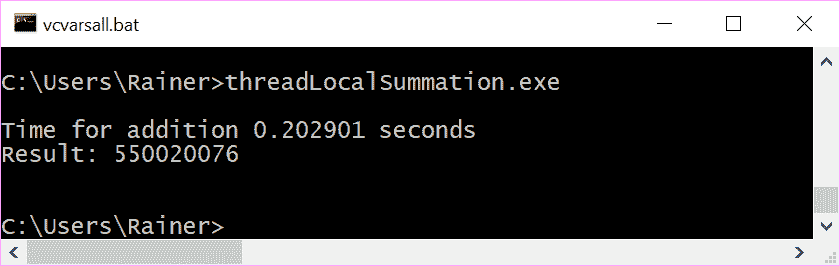 vcvarsall.bat
C:\Users\Rainer>threadLocalSummation.exe
Time for addition 0.202901 seconds
Result: 550020076
C:\Users\Rainer>